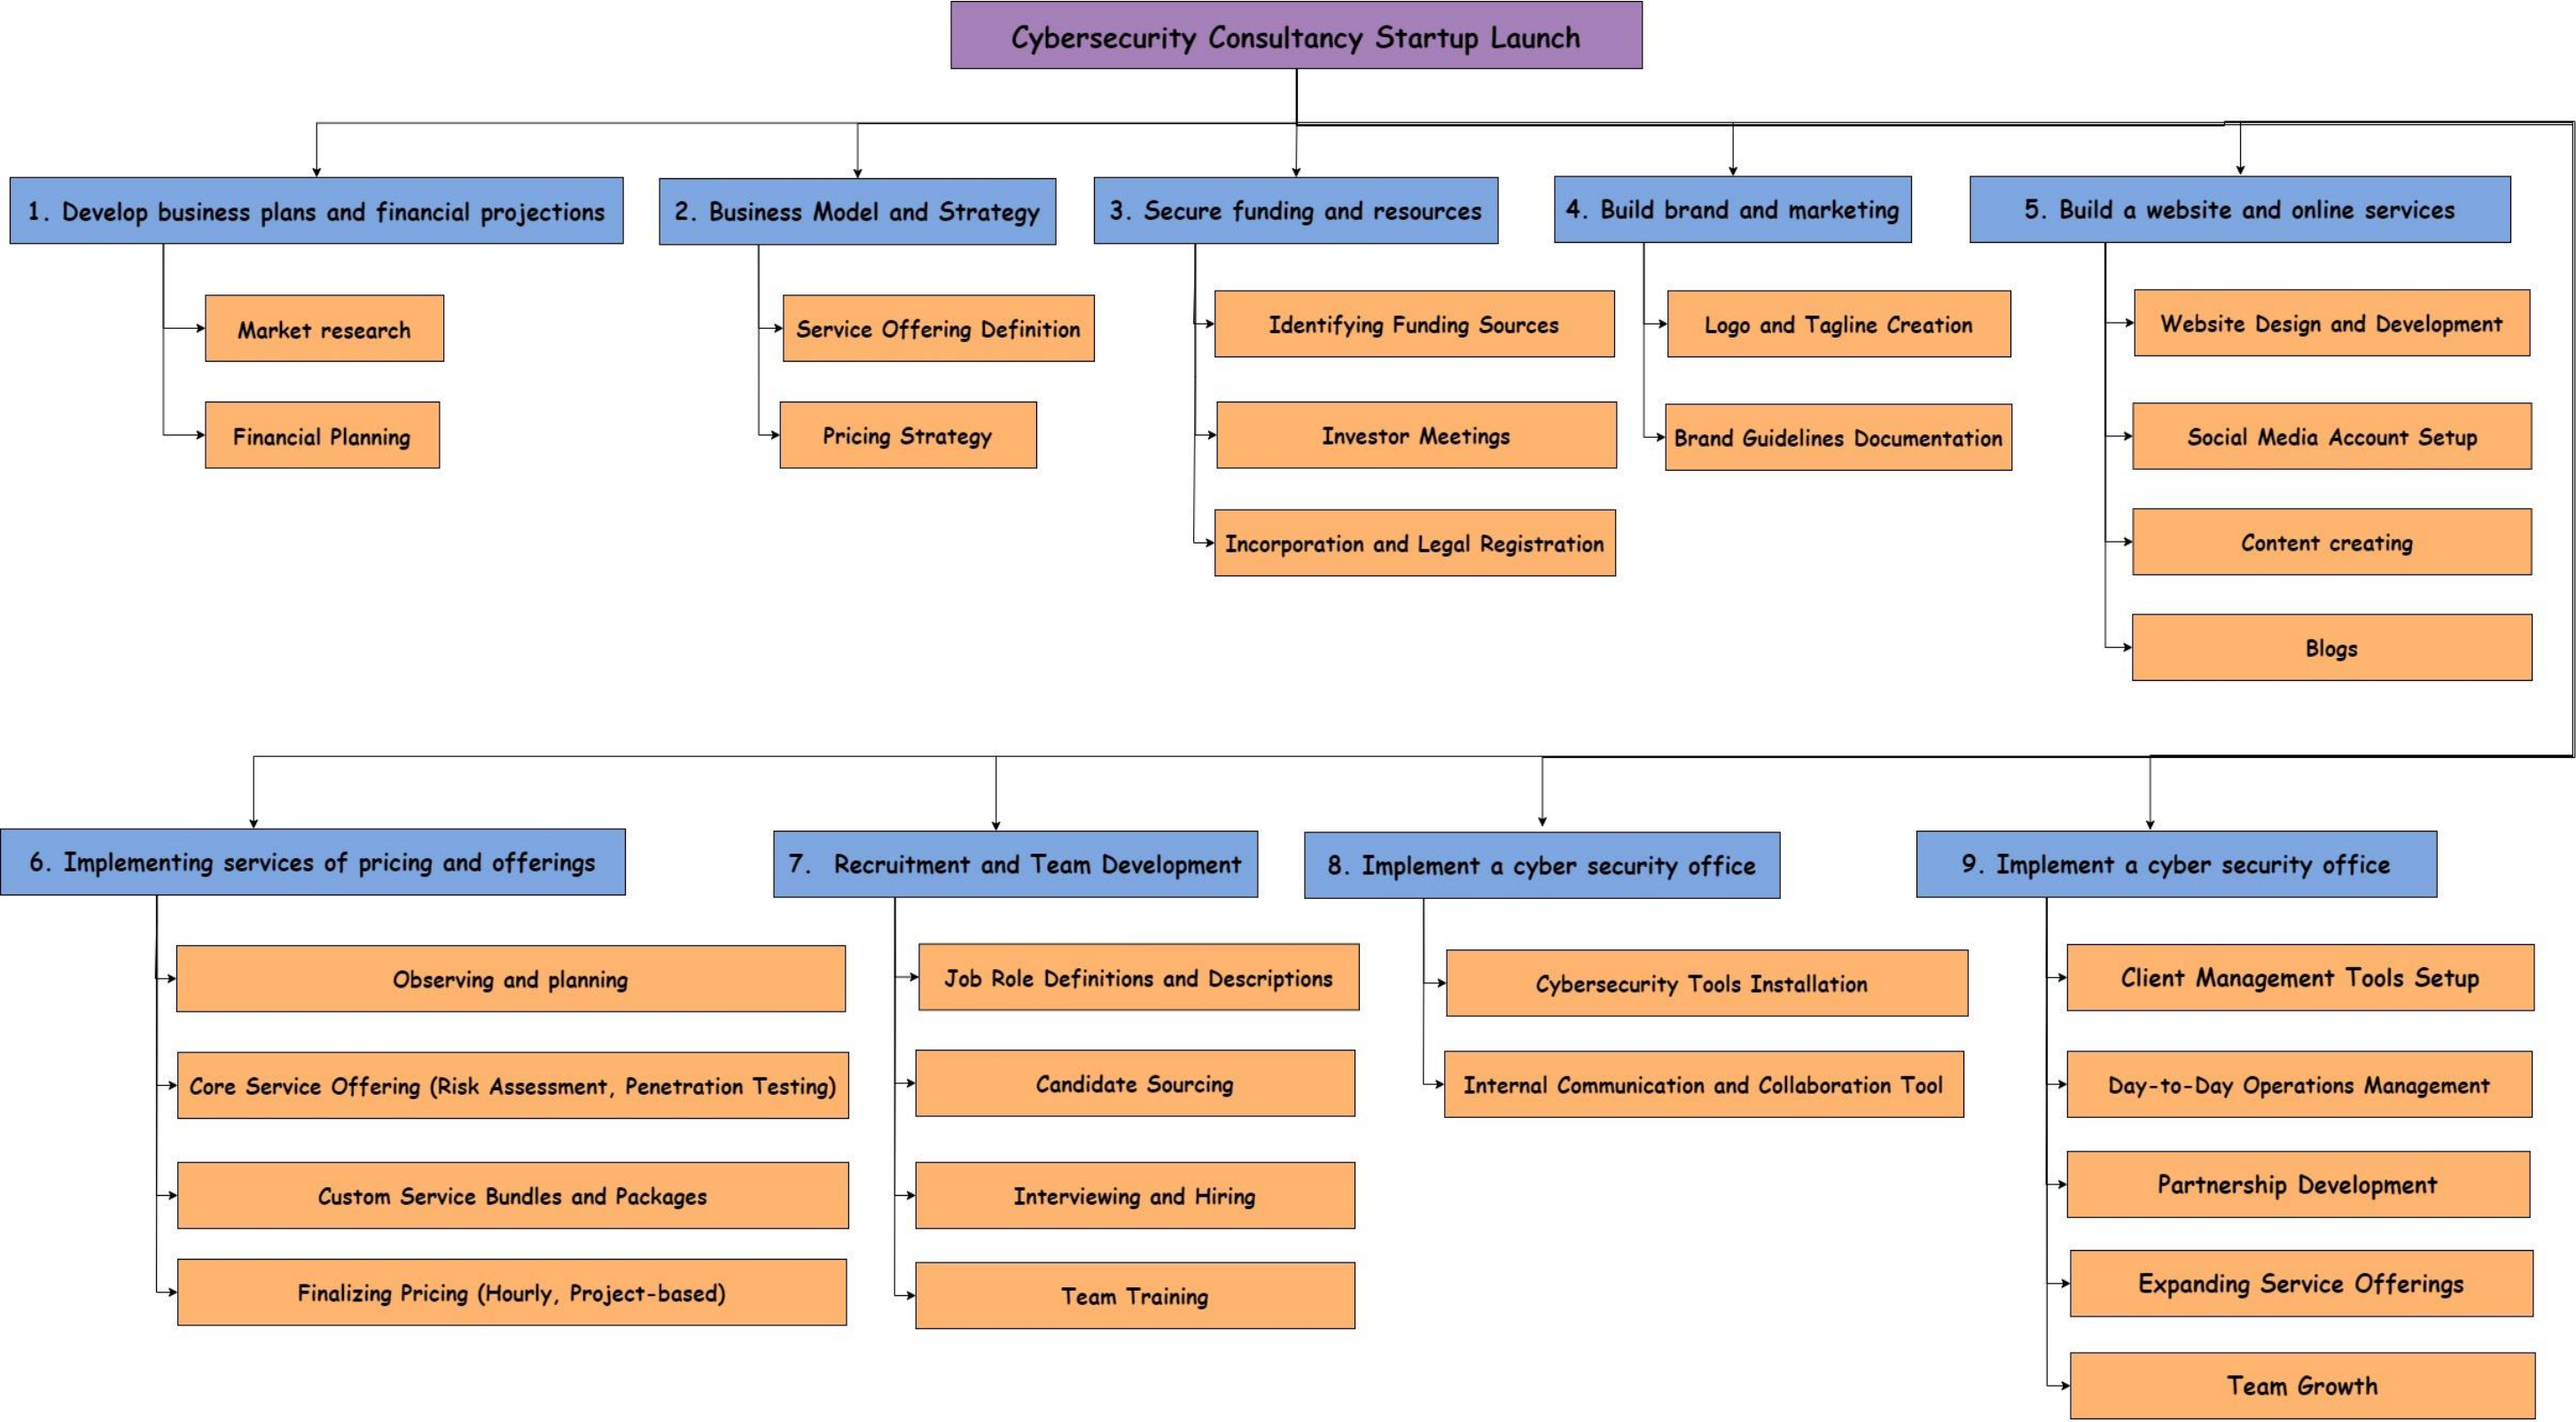 Cybersecurity Consultancy Startup Launch
1. Develop business plans and financial projections
Market research
Financial Planning
2. Business Model and Strategy
Service Offering Definition
Pricing Strategy
3. Secure funding and resources
Identifying Funding Sources
Investor Meetings
Incorporation and Legal Registration
4. Build brand and marketing
Logo and Tagline Creation
Brand Guidelines Documentation
5. Build a website and online services
Website Design and Development
Social Media Account Setup
Content creating
Blogs
6. Implementing services of pricing and offerings
Observing and planning
Core Service Offering (Risk Assessment, Penetration Testing)
Custom Service Bundles and Packages
Finalizing Pricing (Hourly, Project-based)
7. Recruitment and Team Development
Job Role Definitions and Descriptions
Candidate Sourcing
Interviewing and Hiring
Team Training
8. Implement a cyber security office
Cybersecurity Tools Installation
Internal Communication and Collaboration Tool
9. Implement a cyber security office
Client Management Tools Setup
Day-to-Day Operations Management
Partnership Development
Expanding Service Offerings
Team Growth